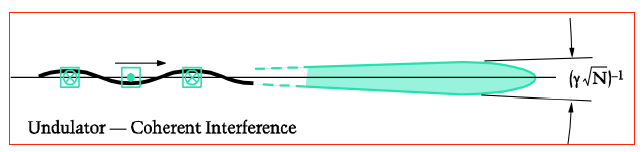 (γ√N)⁻¹
Undulator — Coherent Interference